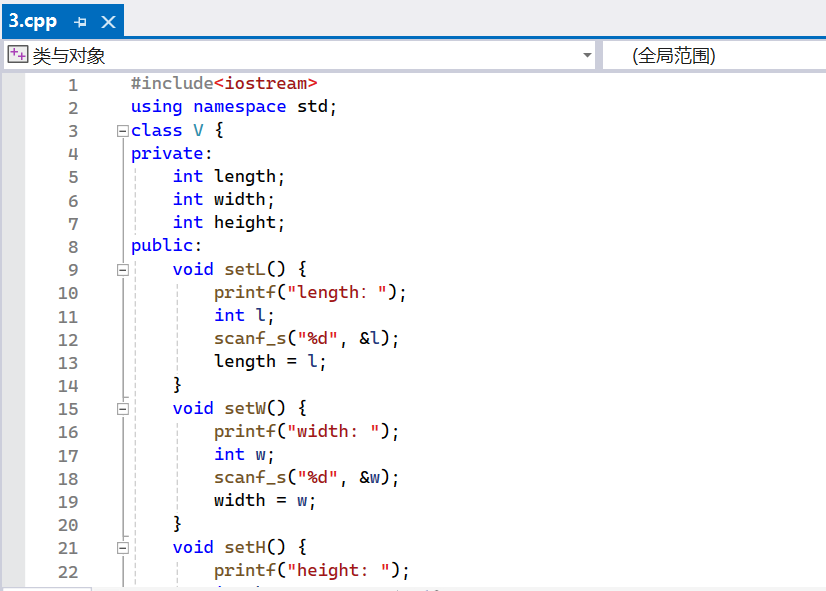 3.cpp
类与对象 (全局范围)
1 #include<iostream>
2 using namespace std;
3 class V {
4 private:
5 int length;
6 int width;
7 int height;
8 public:
9 void setL() {
10 printf("length: ");
11 int l;
12 scanf_s("%d", &l);
13 length = l;
14 }
15 void setW() {
16 printf("width: ");
17 int w;
18 scanf_s("%d", &w);
19 width = w;
20 }
21 void setH() {
22 printf("height: ");